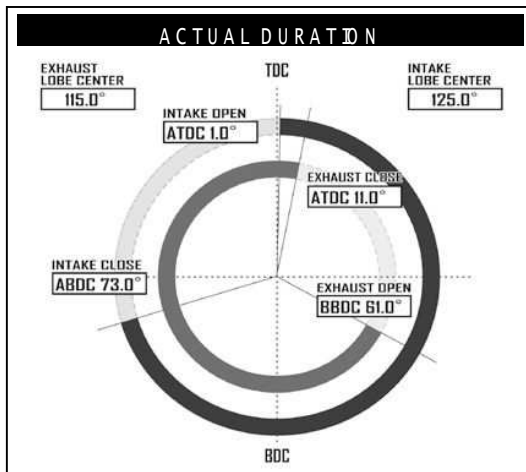 ACTUAL DURATION
EXHAUST
LOBE CENTER
115.0°
TDC
INTAKE
LOBE CENTER
125.0°
INTAKE OPEN
ATDC 1.0°
EXHAUST CLOSE
ATDC 11.0°
INTAKE CLOSE
ABDC 73.0°
EXHAUST OPEN
BBDC 61.0°
BDC